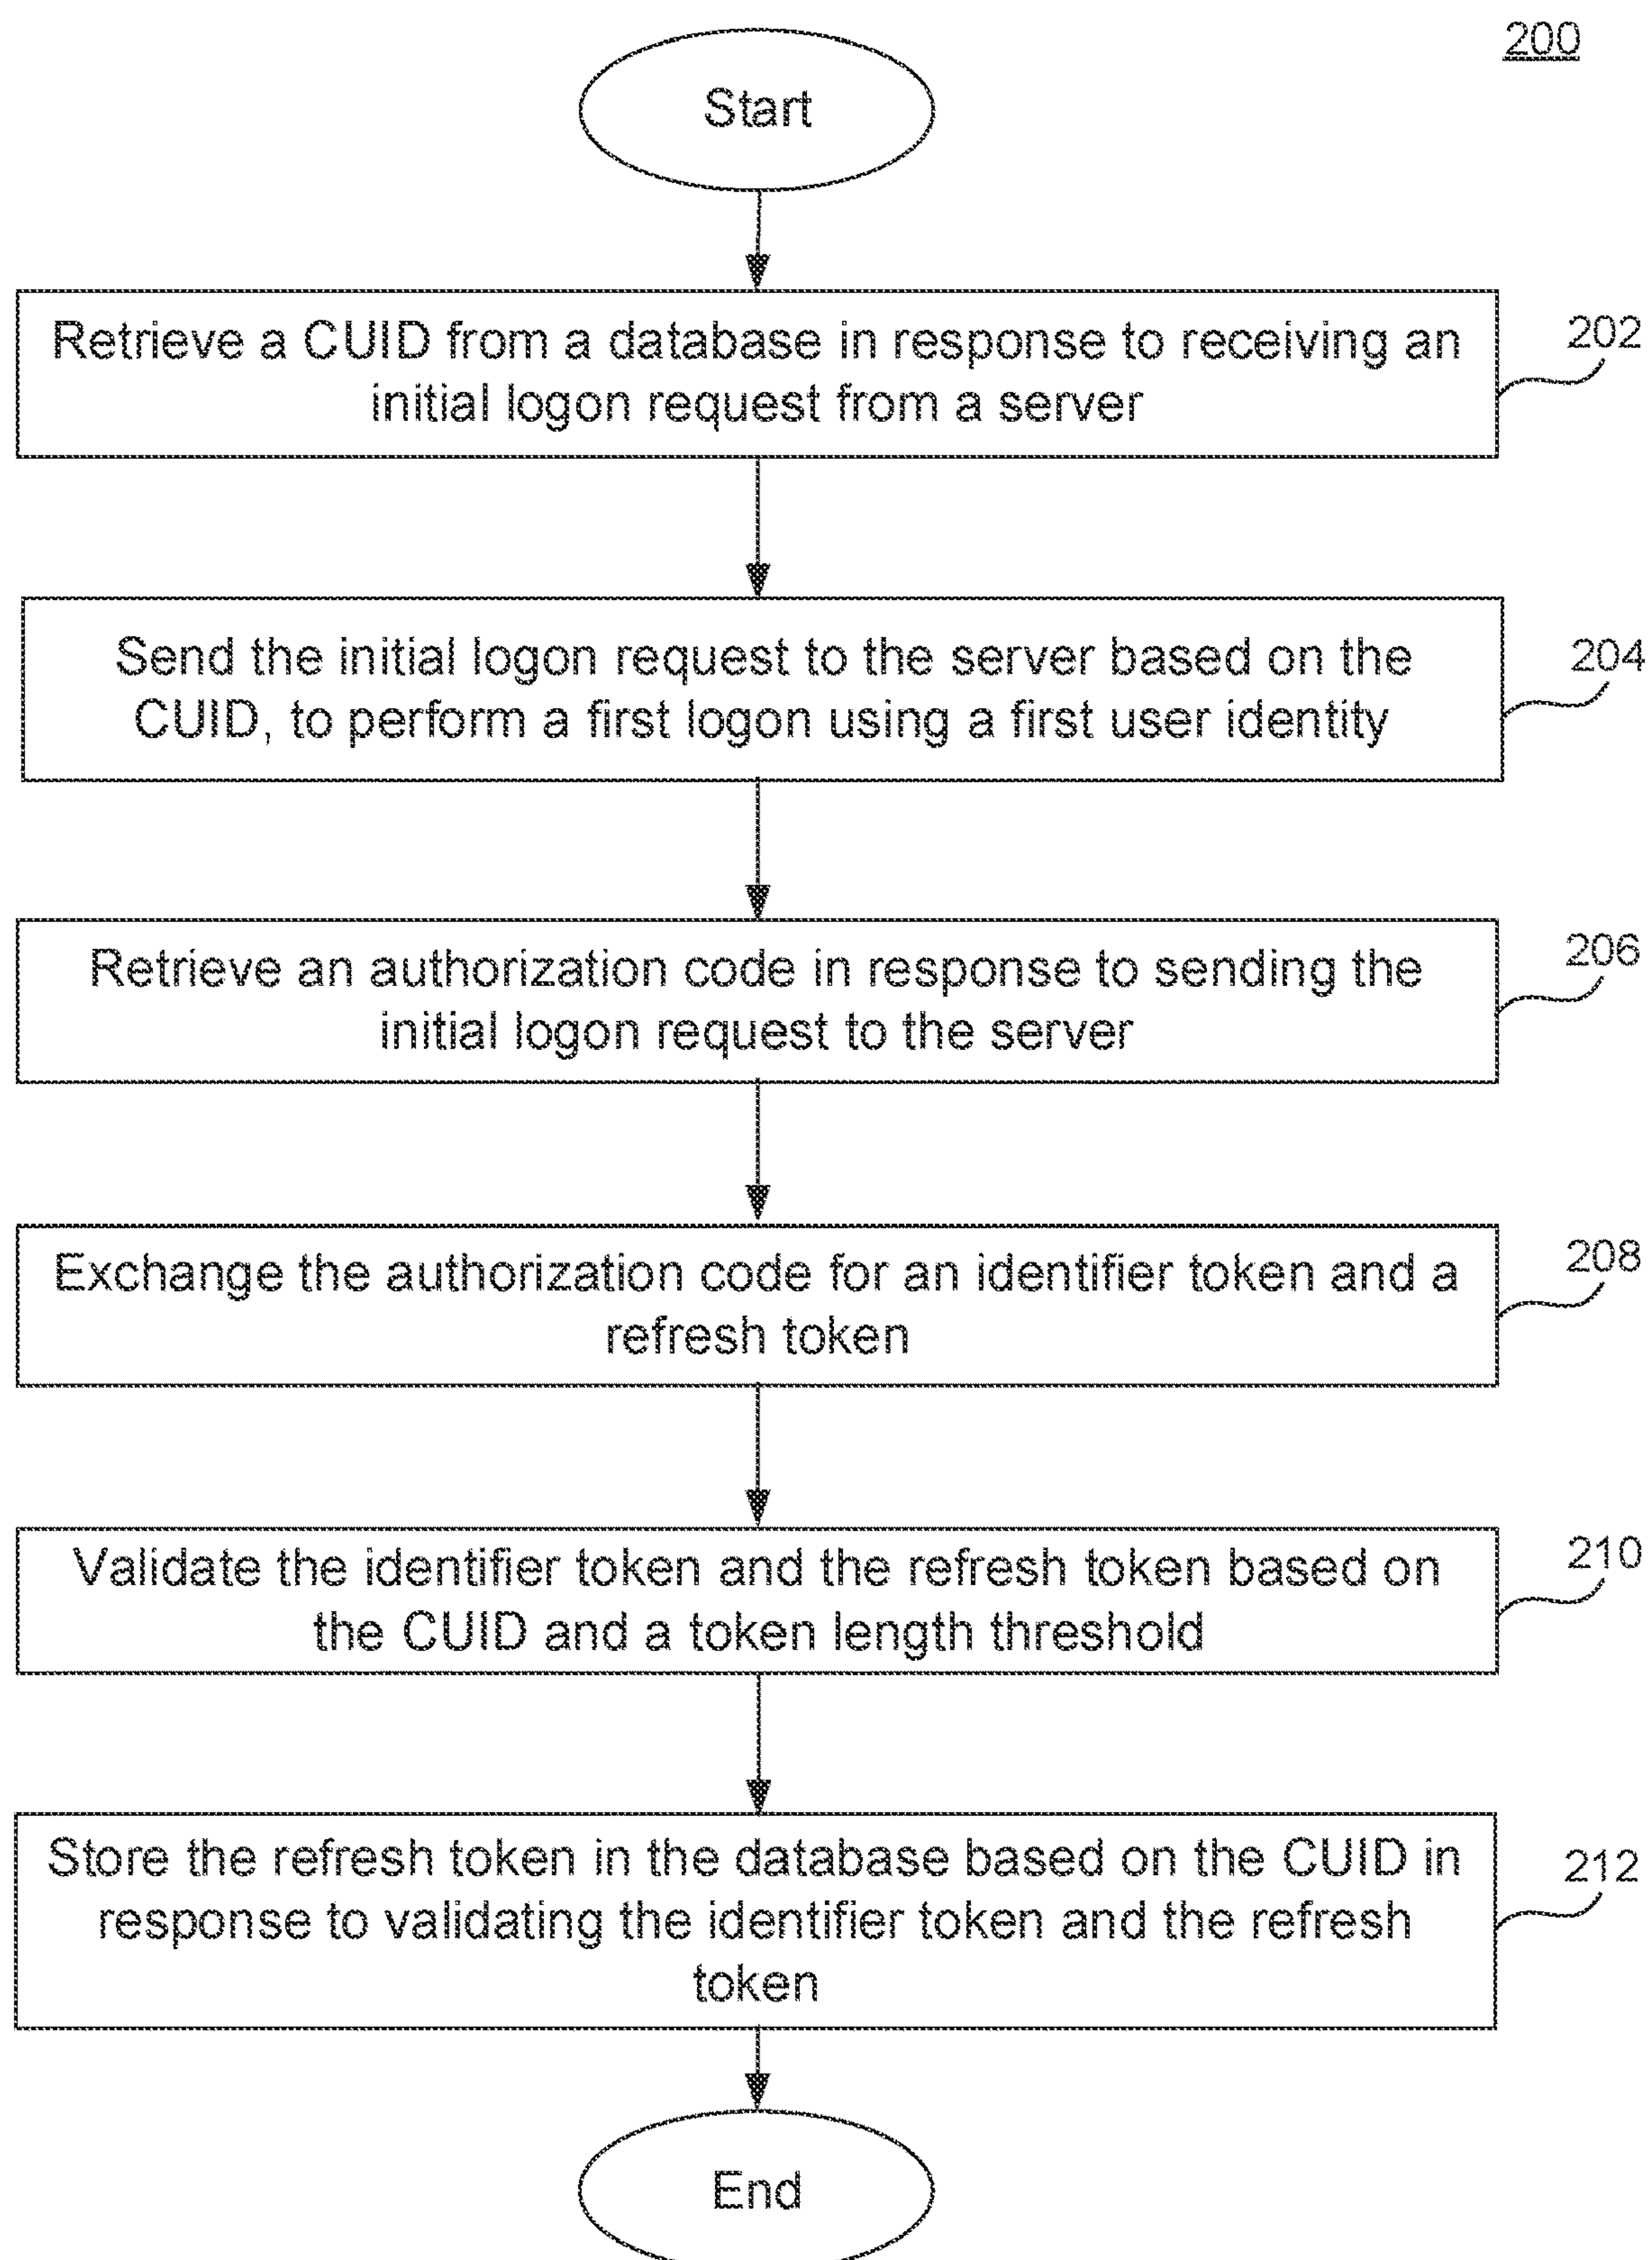 200
Start
Retrieve a CUID from a database in response to receiving an
initial logon request from a server
202
Send the initial logon request to the server based on the
CUID, to perform a first logon using a first user identity
204
Retrieve an authorization code in response to sending the
initial logon request to the server
206
Exchange the authorization code for an identifier token and a
refresh token
208
Validate the identifier token and the refresh token based on
the CUID and a token length threshold
210
Store the refresh token in the database based on the CUID in
response to validating the identifier token and the refresh
token
212
End